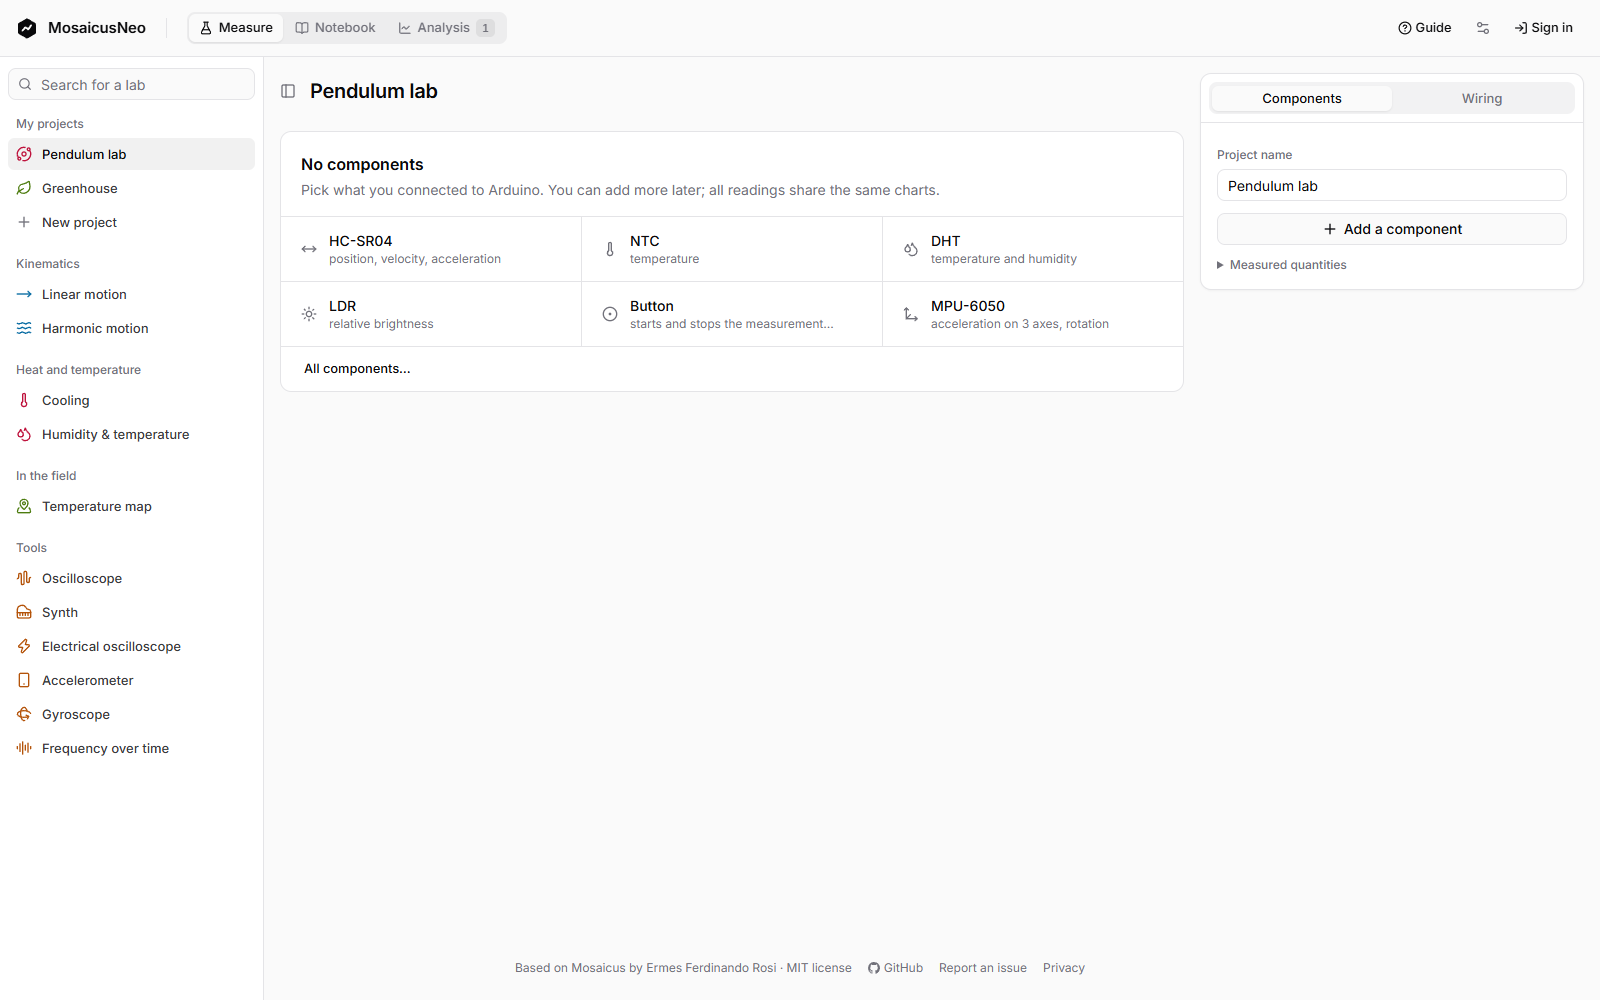 MosaicusNeo
Measure
Notebook
Analysis 1
Guide
Sign in
Search for a lab
My projects
Pendulum lab
Greenhouse
New project
Kinematics
Linear motion
Harmonic motion
Heat and temperature
Cooling
Humidity & temperature
In the field
Temperature map
Tools
Oscilloscope
Synth
Electrical oscilloscope
Accelerometer
Gyroscope
Frequency over time
Pendulum lab
No components
Pick what you connected to Arduino. You can add more later; all readings share the same charts.
HC-SR04
position, velocity, acceleration
NTC
temperature
DHT
temperature and humidity
LDR
relative brightness
Button
starts and stops the measurement...
MPU-6050
acceleration on 3 axes, rotation
All components...
Components
Wiring
Project name
Pendulum lab
Add a component
Measured quantities
Based on Mosaicus by Ermes Ferdinando Rosi · MIT license
GitHub
Report an issue
Privacy